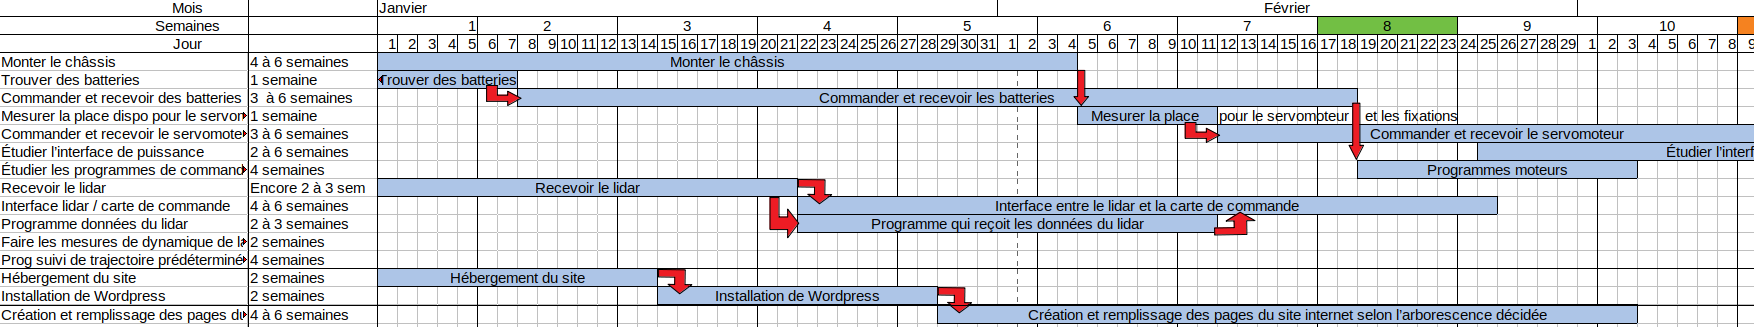 Mois Janvier Février
Semaines 1 2 3 4 5 6 7 8 9 10
Jour 1 2 3 4 5 6 7 8 9 10 11 12 13 14 15 16 17 18 19 20 21 22 23 24 25 26 27 28 29 30 31 1 2 3 4 5 6 7 8 9 10 11 12 13 14 15 16 17 18 19 20 21 22 23 24 25 26 27 28 29 1 2 3 4 5 6 7 8 9
Monter le châssis 4 à 6 semaines Monter le châssis
Trouver des batteries 1 semaine Trouver des batteries
Commander et recevoir des batteries 3 à 6 semaines Commander et recevoir les batteries
Mesurer la place dispo pour le servor 1 semaine Mesurer la place pour le servomoteur et les fixations
Commander et recevoir le servomote 3 à 6 semaines Commander et recevoir le servomoteur
Étudier l'interface de puissance 2 à 6 semaines Étudier l'interf
Étudier les programmes de command 4 semaines Programmes moteurs
Recevoir le lidar Encore 2 à 3 sem Recevoir le lidar
Interface lidar / carte de commande 4 à 6 semaines Interface entre le lidar et la carte de commande
Programme données du lidar 2 à 3 semaines Programme qui reçoit les données du lidar
Faire les mesures de dynamique de la 2 semaines
Prog suivi de trajectoire prédéterminé 4 semaines
Hébergement du site 2 semaines Hébergement du site
Installation de Wordpress 2 semaines Installation de Wordpress
Création et remplissage des pages du 4 à 6 semaines Création et remplissage des pages du site internet selon l'arborescence décidée